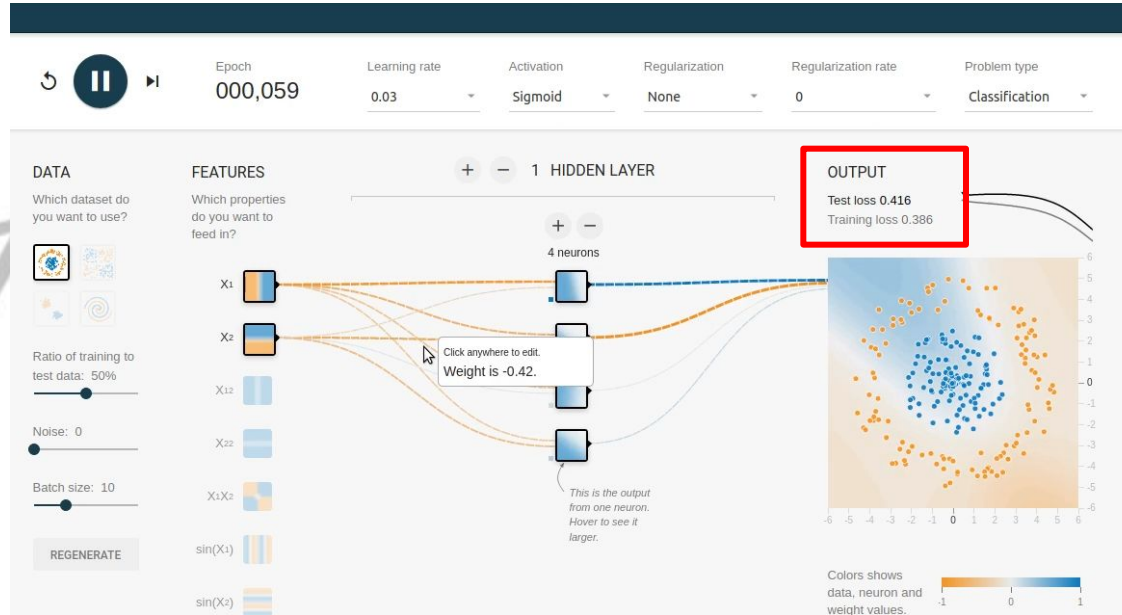 Epoch
000,059
Learning rate
0.03
Activation
Sigmoid
Regularization
None
Regularization rate
0
Problem type
Classification
DATA
Which dataset do
you want to use?
Ratio of training to
test data: 50%
Noise: 0
Batch size: 10
REGENERATE
FEATURES
Which properties
do you want to
feed in?
X1
X2
X12
X22
X1X2
sin(X1)
sin(X2)
+ − 1 HIDDEN LAYER
+ −
4 neurons
Click anywhere to edit.
Weight is -0.42.
This is the output
from one neuron.
Hover to see it
larger.
OUTPUT
Test loss 0.416
Training loss 0.386
6
5
4
3
2
1
0
-1
-2
-3
-4
-5
-6
-6 -5 -4 -3 -2 -1 0 1 2 3 4 5 6
Colors shows
data, neuron and
weight values.
-1 0 1